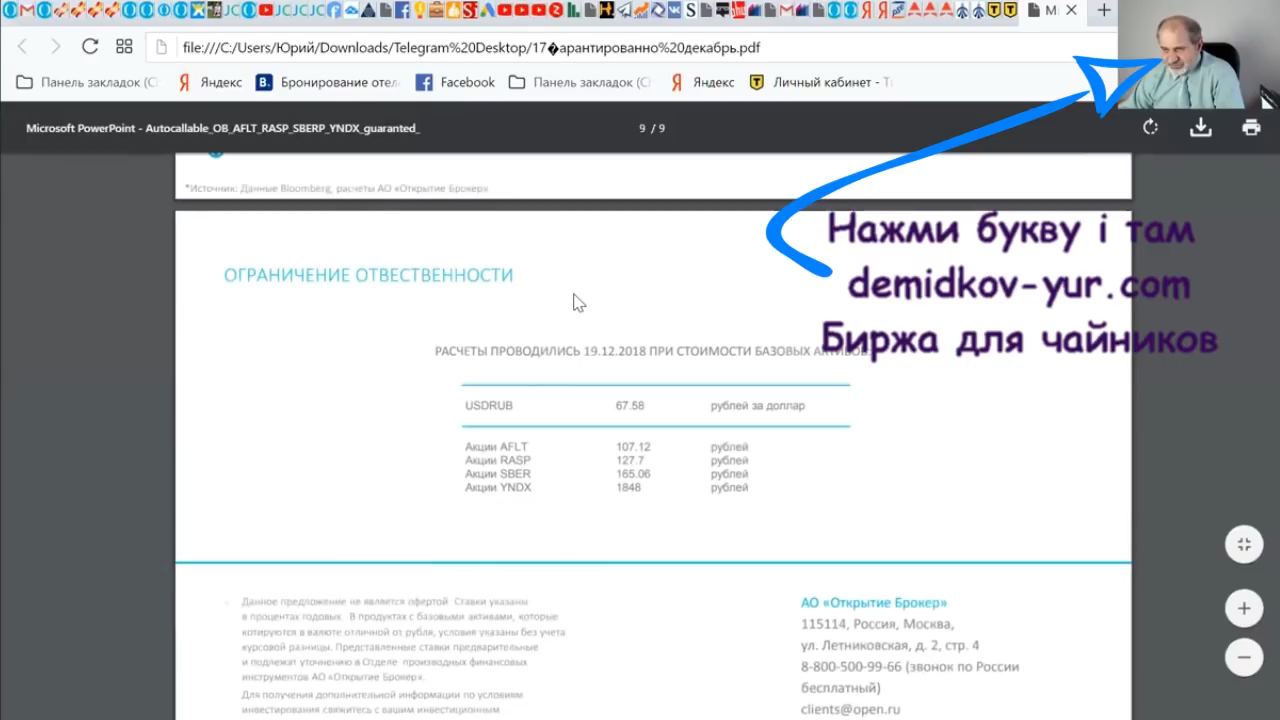 file:///C:/Users/Юрий/Downloads/Telegram%20Desktop/17�арантированно%20декабрь.pdf
Панель закладок (Ст
Яндекс
Бронирование оте
Facebook
Панель закладок (С
Яндекс
Личный кабинет - Т
Microsoft PowerPoint - Autocallable_OB_AFLT_RASP_SBERP_YNDX_guaranted_
9 / 9
*Источник: Данные Bloomberg, расчеты АО «Открытие Брокер»
Нажми букву i там
demidkov-yur.com
Биржа для чайников
ОГРАНИЧЕНИЕ ОТВЕСТВЕННОСТИ
РАСЧЕТЫ ПРОВОДИЛИСЬ 19.12.2018 ПРИ СТОИМОСТИ БАЗОВЫХ АКТИВОВ
USDRUB 67.58 рублей за доллар
Акции AFLT 107.12 рублей
Акции RASP 127.7 рублей
Акции SBER 165.06 рублей
Акции YNDX 1848 рублей
Данное предложение не является офертой. Ставки указаны
в процентах годовых. В продуктах с базовыми активами, которые
котируются в валюте отличной от рубля, условия указаны без учета
курсовой разницы. Представленные ставки предварительные
и подлежат уточнению в Отделе производных финансовых
инструментов АО «Открытие Брокер».
Для получения дополнительной информации по условиям
инвестирования свяжитесь с вашим инвестиционным
АО «Открытие Брокер»
115114, Россия, Москва,
ул. Летниковская, д. 2, стр. 4
8-800-500-99-66 (звонок по России
бесплатный)
clients@open.ru